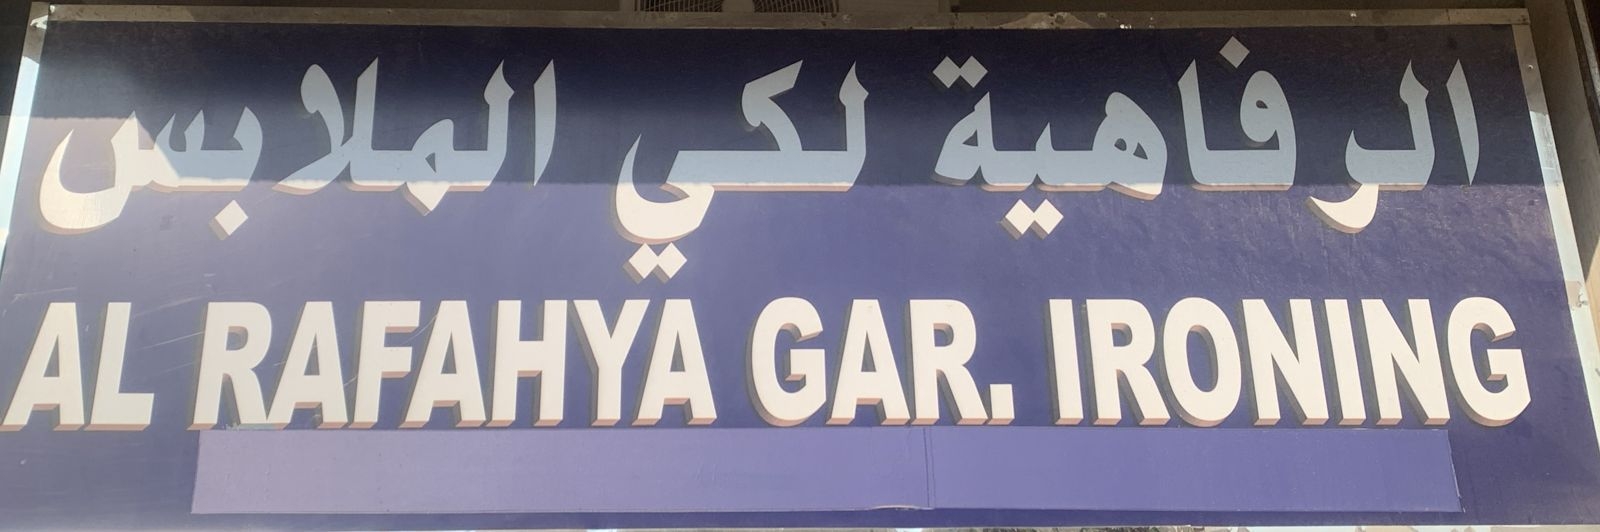 الرفاهية لكي الملابس
AL RAFAHYA GAR. IRONING